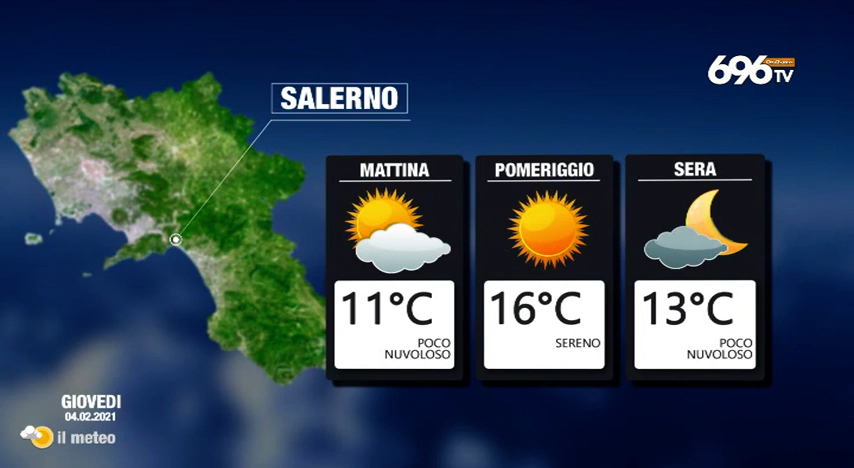 696
TV
SALERNO
MATTINA
POMERIGGIO
SERA
11°C
16°C
13°C
POCO
NUVOLOSO
SERENO
POCO
NUVOLOSO
GIOVEDI
04.02.2021
il meteo